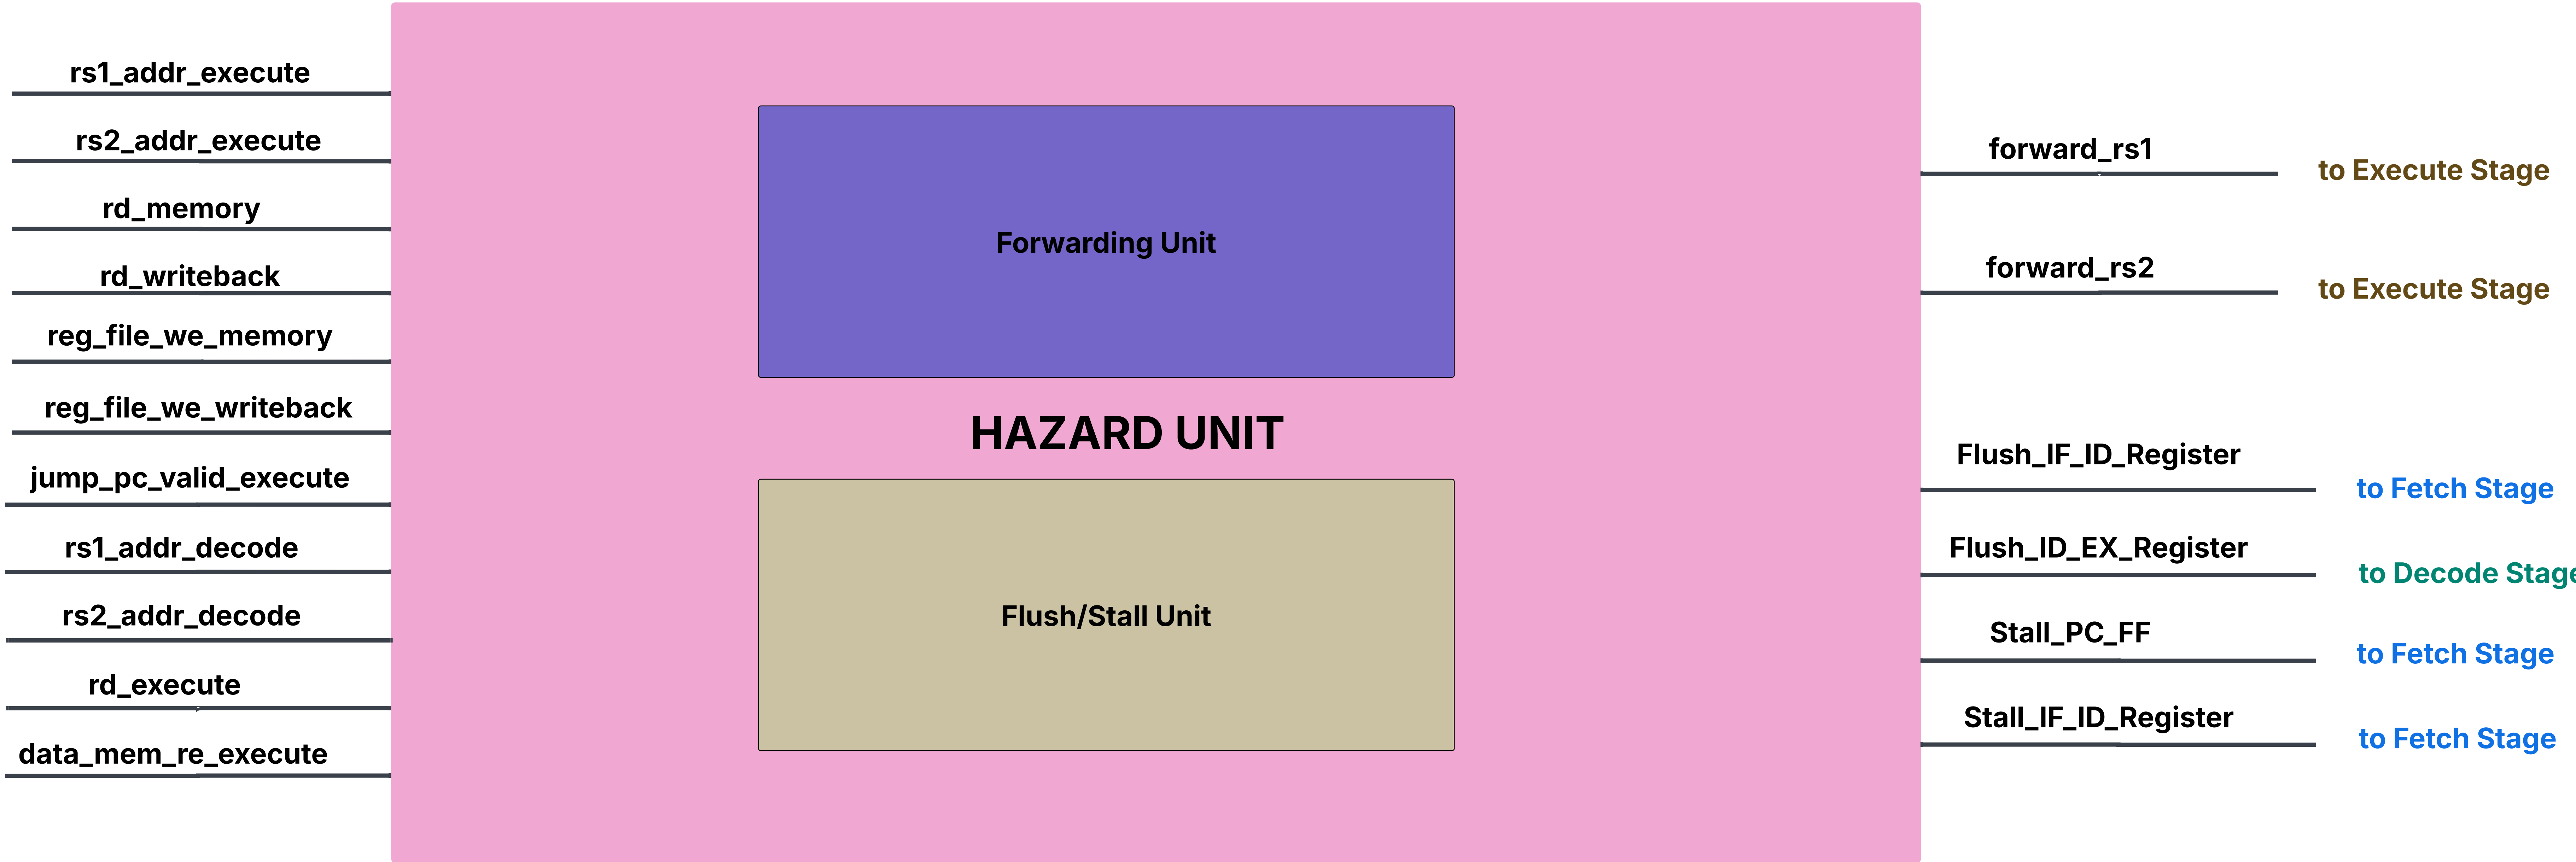 rs1_addr_execute
rs2_addr_execute
rd_memory
rd_writeback
reg_file_we_memory
reg_file_we_writeback
jump_pc_valid_execute
rs1_addr_decode
rs2_addr_decode
rd_execute
data_mem_re_execute
Forwarding Unit
HAZARD UNIT
Flush/Stall Unit
forward_rs1
to Execute Stage
forward_rs2
to Execute Stage
Flush_IF_ID_Register
to Fetch Stage
Flush_ID_EX_Register
to Decode Stage
Stall_PC_FF
to Fetch Stage
Stall_IF_ID_Register
to Fetch Stage